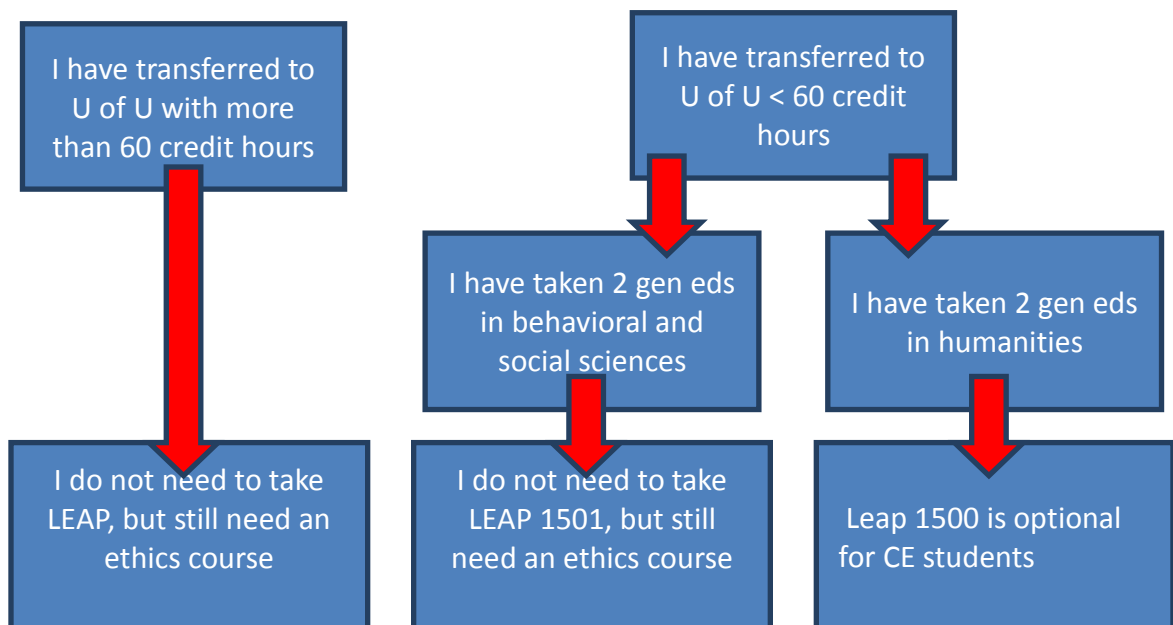 I have transferred to
U of U with more
than 60 credit hours
I have transferred to
U of U < 60 credit
hours
I have taken 2 gen eds
in behavioral and
social sciences
I have taken 2 gen eds
in humanities
I do not need to take
LEAP, but still need an
ethics course
I do not need to take
LEAP 1501, but still
need an ethics course
Leap 1500 is optional
for CE students